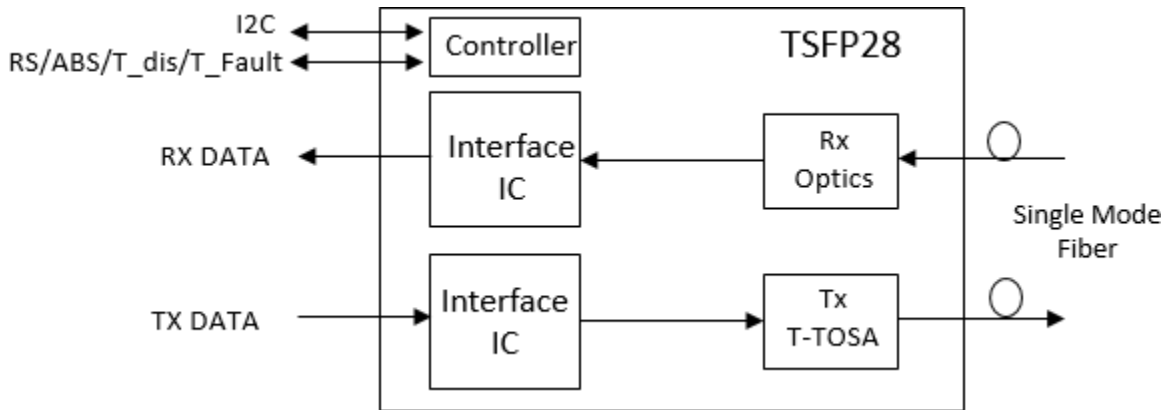 I2C
Controller
TSFP28
RS/ABS/T_dis/T_Fault
RX DATA
Interface
IC
Rx
Optics
Single Mode
Fiber
TX DATA
Interface
IC
Tx
T-TOSA